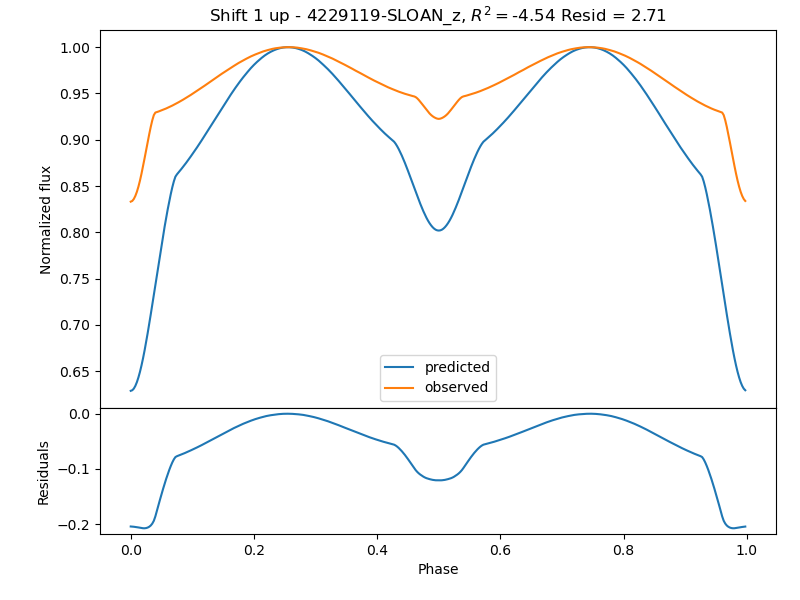 Shift 1 up - 4229119-SLOAN_z, $R^2 =$-4.54 Resid = 2.71
Normalized flux
1.00
0.95
0.90
0.85
0.80
0.75
0.70
0.65
predicted
observed
Residuals
0.0
−0.1
−0.2
0.0 0.2 0.4 0.6 0.8 1.0
Phase